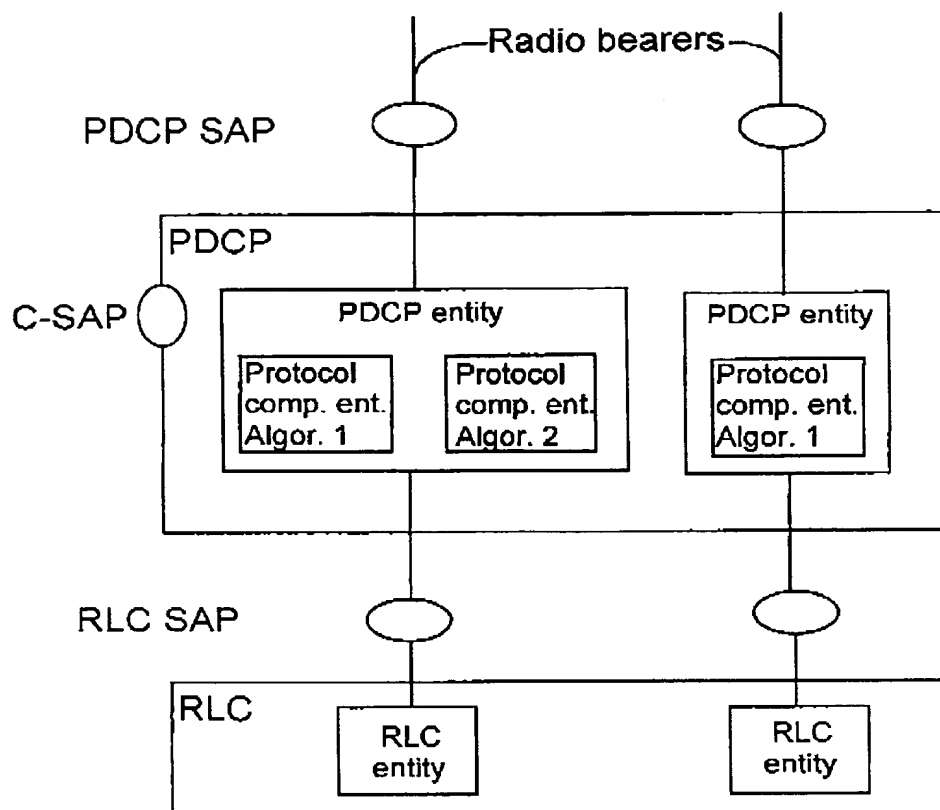 Radio bearers
PDCP SAP
PDCP
C-SAP
PDCP entity
Protocol
comp. ent.
Algor. 1
Protocol
comp. ent.
Algor. 2
PDCP entity
Protocol
comp. ent.
Algor. 1
RLC SAP
RLC
RLC
entity
RLC
entity